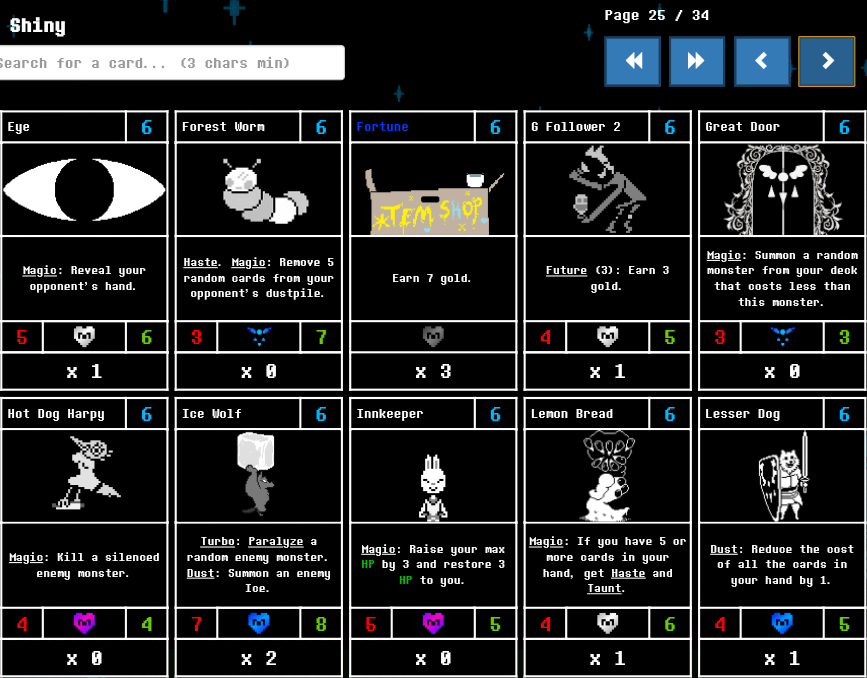 Shiny
Page 25 / 34
Search for a card... (3 chars min)
Eye 6
Magic: Reveal your
opponent's hand.
5 6
x 1
Forest Worm 6
Haste. Magic: Remove 5
random cards from your
opponent's dustpile.
3 7
x 0
Fortune 6
TEM SHOP
Earn 7 gold.
x 3
G Follower 2 6
Future (3): Earn 3
gold.
4 5
x 1
Great Door 6
Magic: Summon a random
monster from your deck
that costs less than
this monster.
3 3
x 0
Hot Dog Harpy 6
Magic: Kill a silenced
enemy monster.
4 4
x 0
Ice Wolf 6
Turbo: Paralyze a
random enemy monster.
Dust: Summon an enemy
Ice.
7 8
x 2
Innkeeper 6
Magic: Raise your max
HP by 3 and restore 3
HP to you.
5 5
x 0
Lemon Bread 6
Magic: If you have 5 or
more cards in your
hand, get Haste and
Taunt.
4 6
x 1
Lesser Dog 6
Dust: Reduce the cost
of all the cards in
your hand by 1.
4 5
x 1